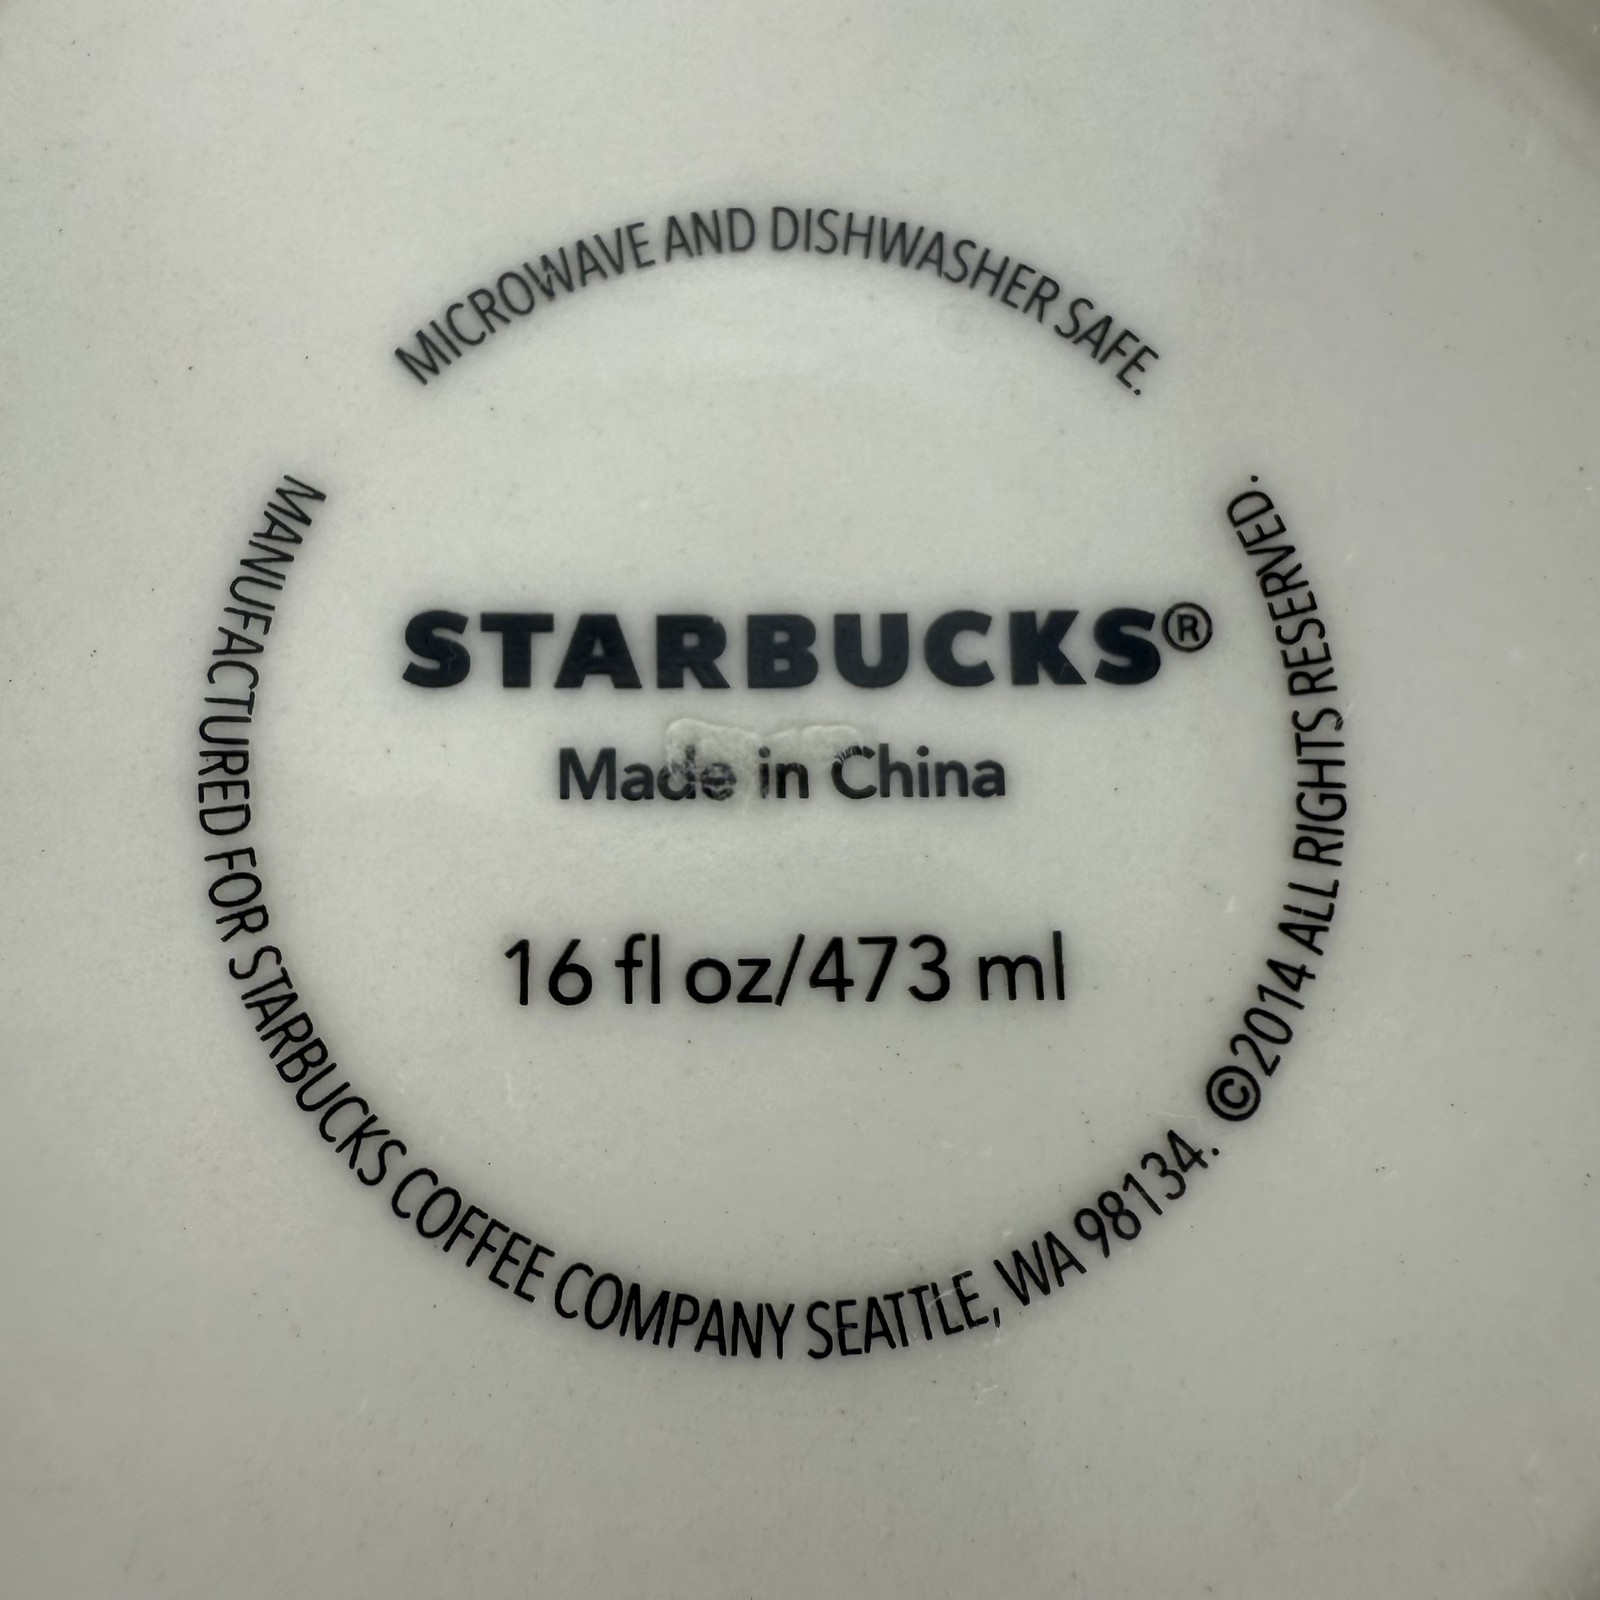 MICROWAVE AND DISHWASHER SAFE.
STARBUCKS®
Made in China
16 fl oz/473 ml
MANUFACTURED FOR STARBUCKS COFFEE COMPANY SEATTLE, WA 98134. ©2014 ALL RIGHTS RESERVED.